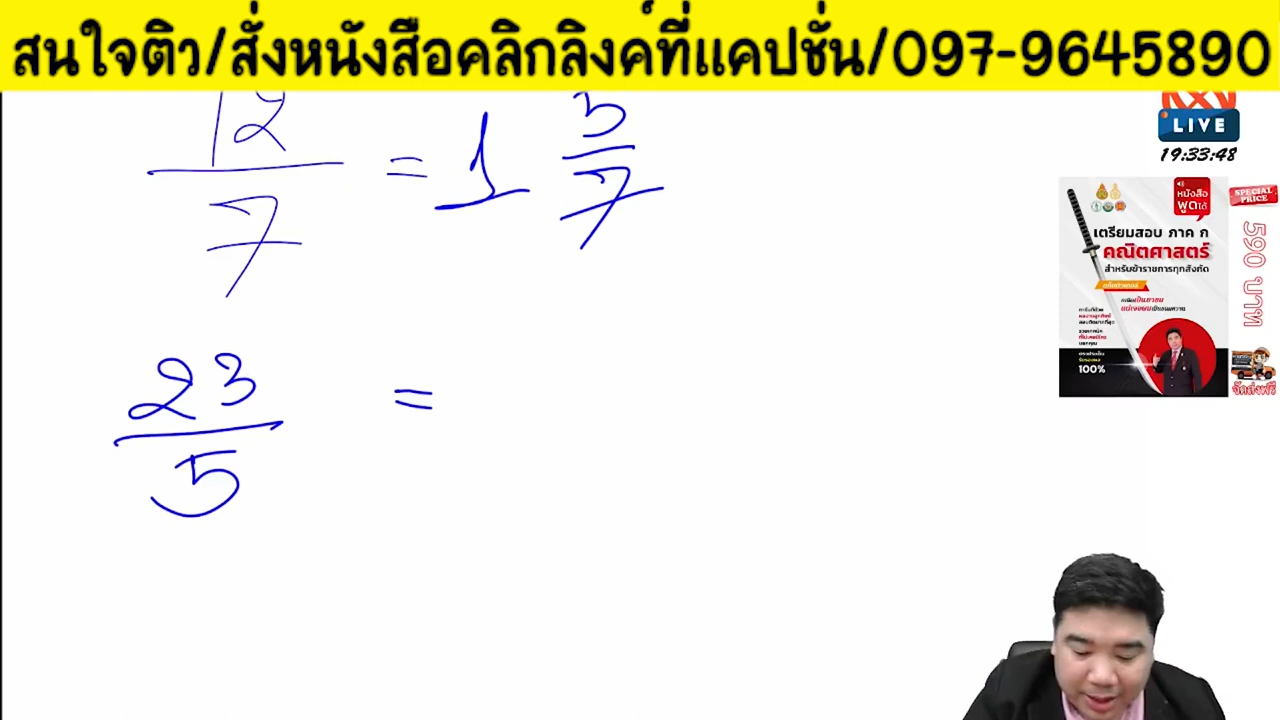 สนใจติว/สั่งหนังสือคลิกลิงค์ที่แคปชั่น/097-9645890
LIVE
19:33:48
12/7 = 1 5/7
23/5 =
หนังสือ
พูดได้
SPECIAL
PRICE
590 บาท
เตรียมสอบ ภาค ก
คณิตศาสตร์
สำหรับข้าราชการทุกสังกัด
100%
จัดส่งฟรี